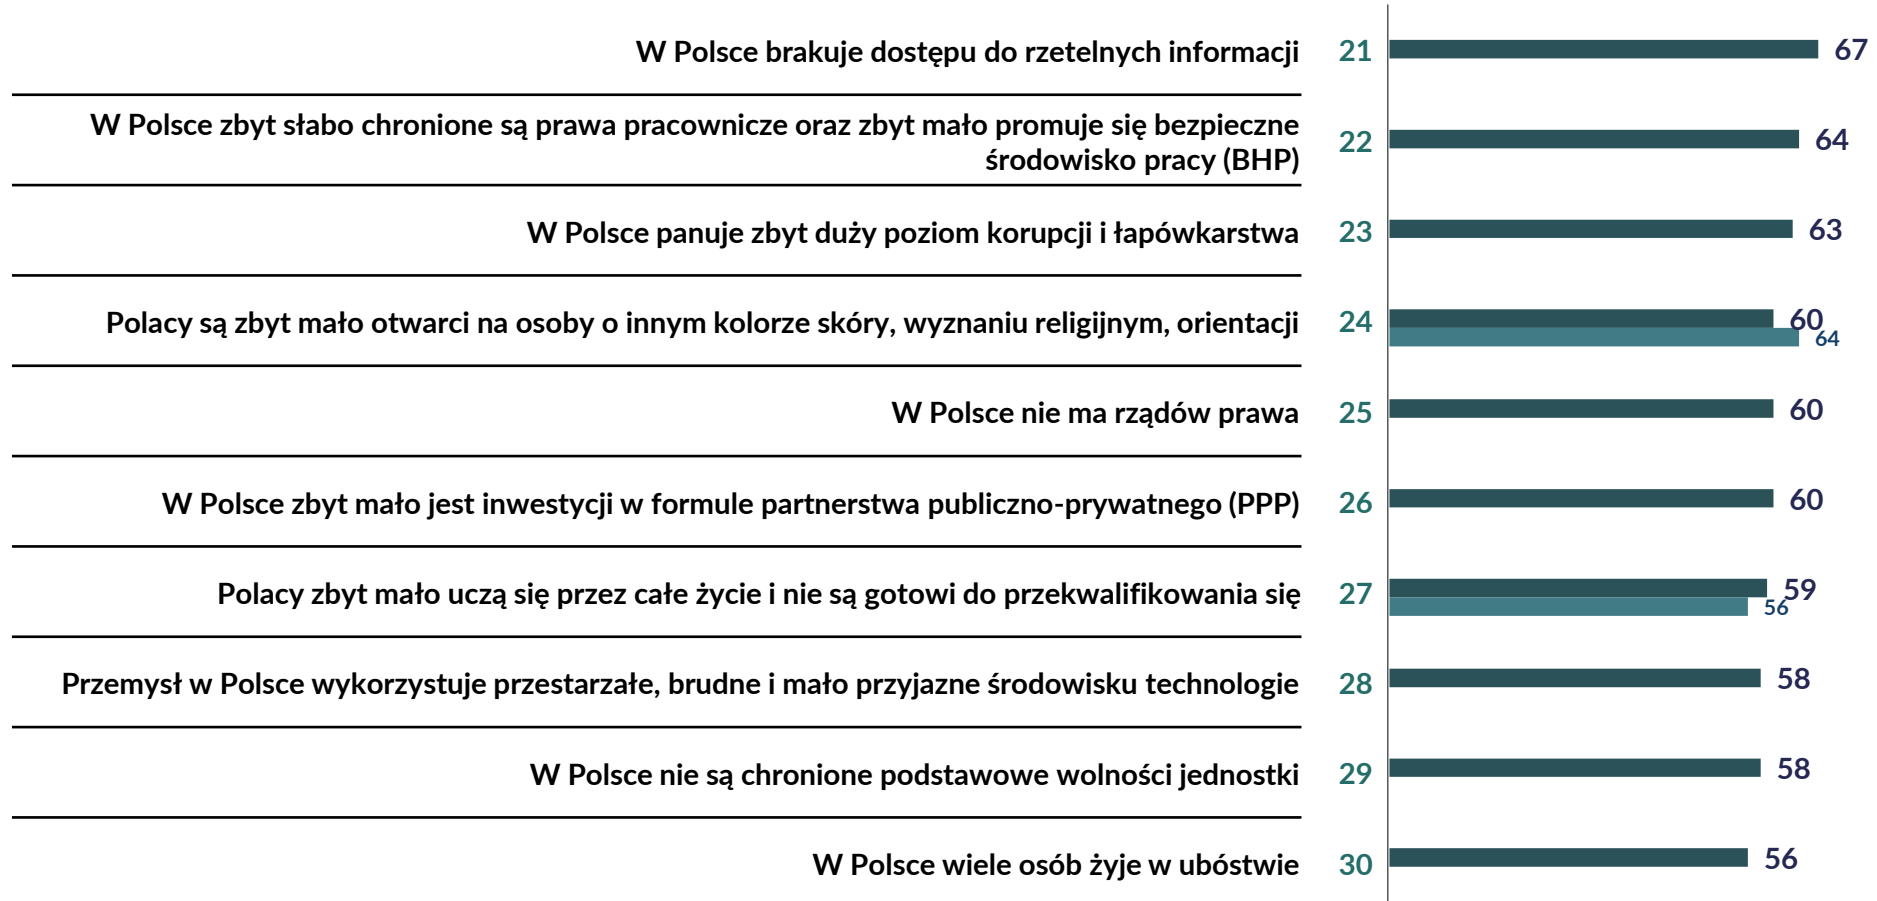 W Polsce brakuje dostępu do rzetelnych informacji 21 67
W Polsce zbyt słabo chronione są prawa pracownicze oraz zbyt mało promuje się bezpieczne
środowisko pracy (BHP) 22 64
W Polsce panuje zbyt duży poziom korupcji i łapówkarstwa 23 63
Polacy są zbyt mało otwarci na osoby o innym kolorze skóry, wyznaniu religijnym, orientacji 24 60
64
W Polsce nie ma rządów prawa 25 60
W Polsce zbyt mało jest inwestycji w formule partnerstwa publiczno-prywatnego (PPP) 26 60
Polacy zbyt mało uczą się przez całe życie i nie są gotowi do przekwalifikowania się 27 59
56
Przemysł w Polsce wykorzystuje przestarzałe, brudne i mało przyjazne środowisku technologie 28 58
W Polsce nie są chronione podstawowe wolności jednostki 29 58
W Polsce wiele osób żyje w ubóstwie 30 56